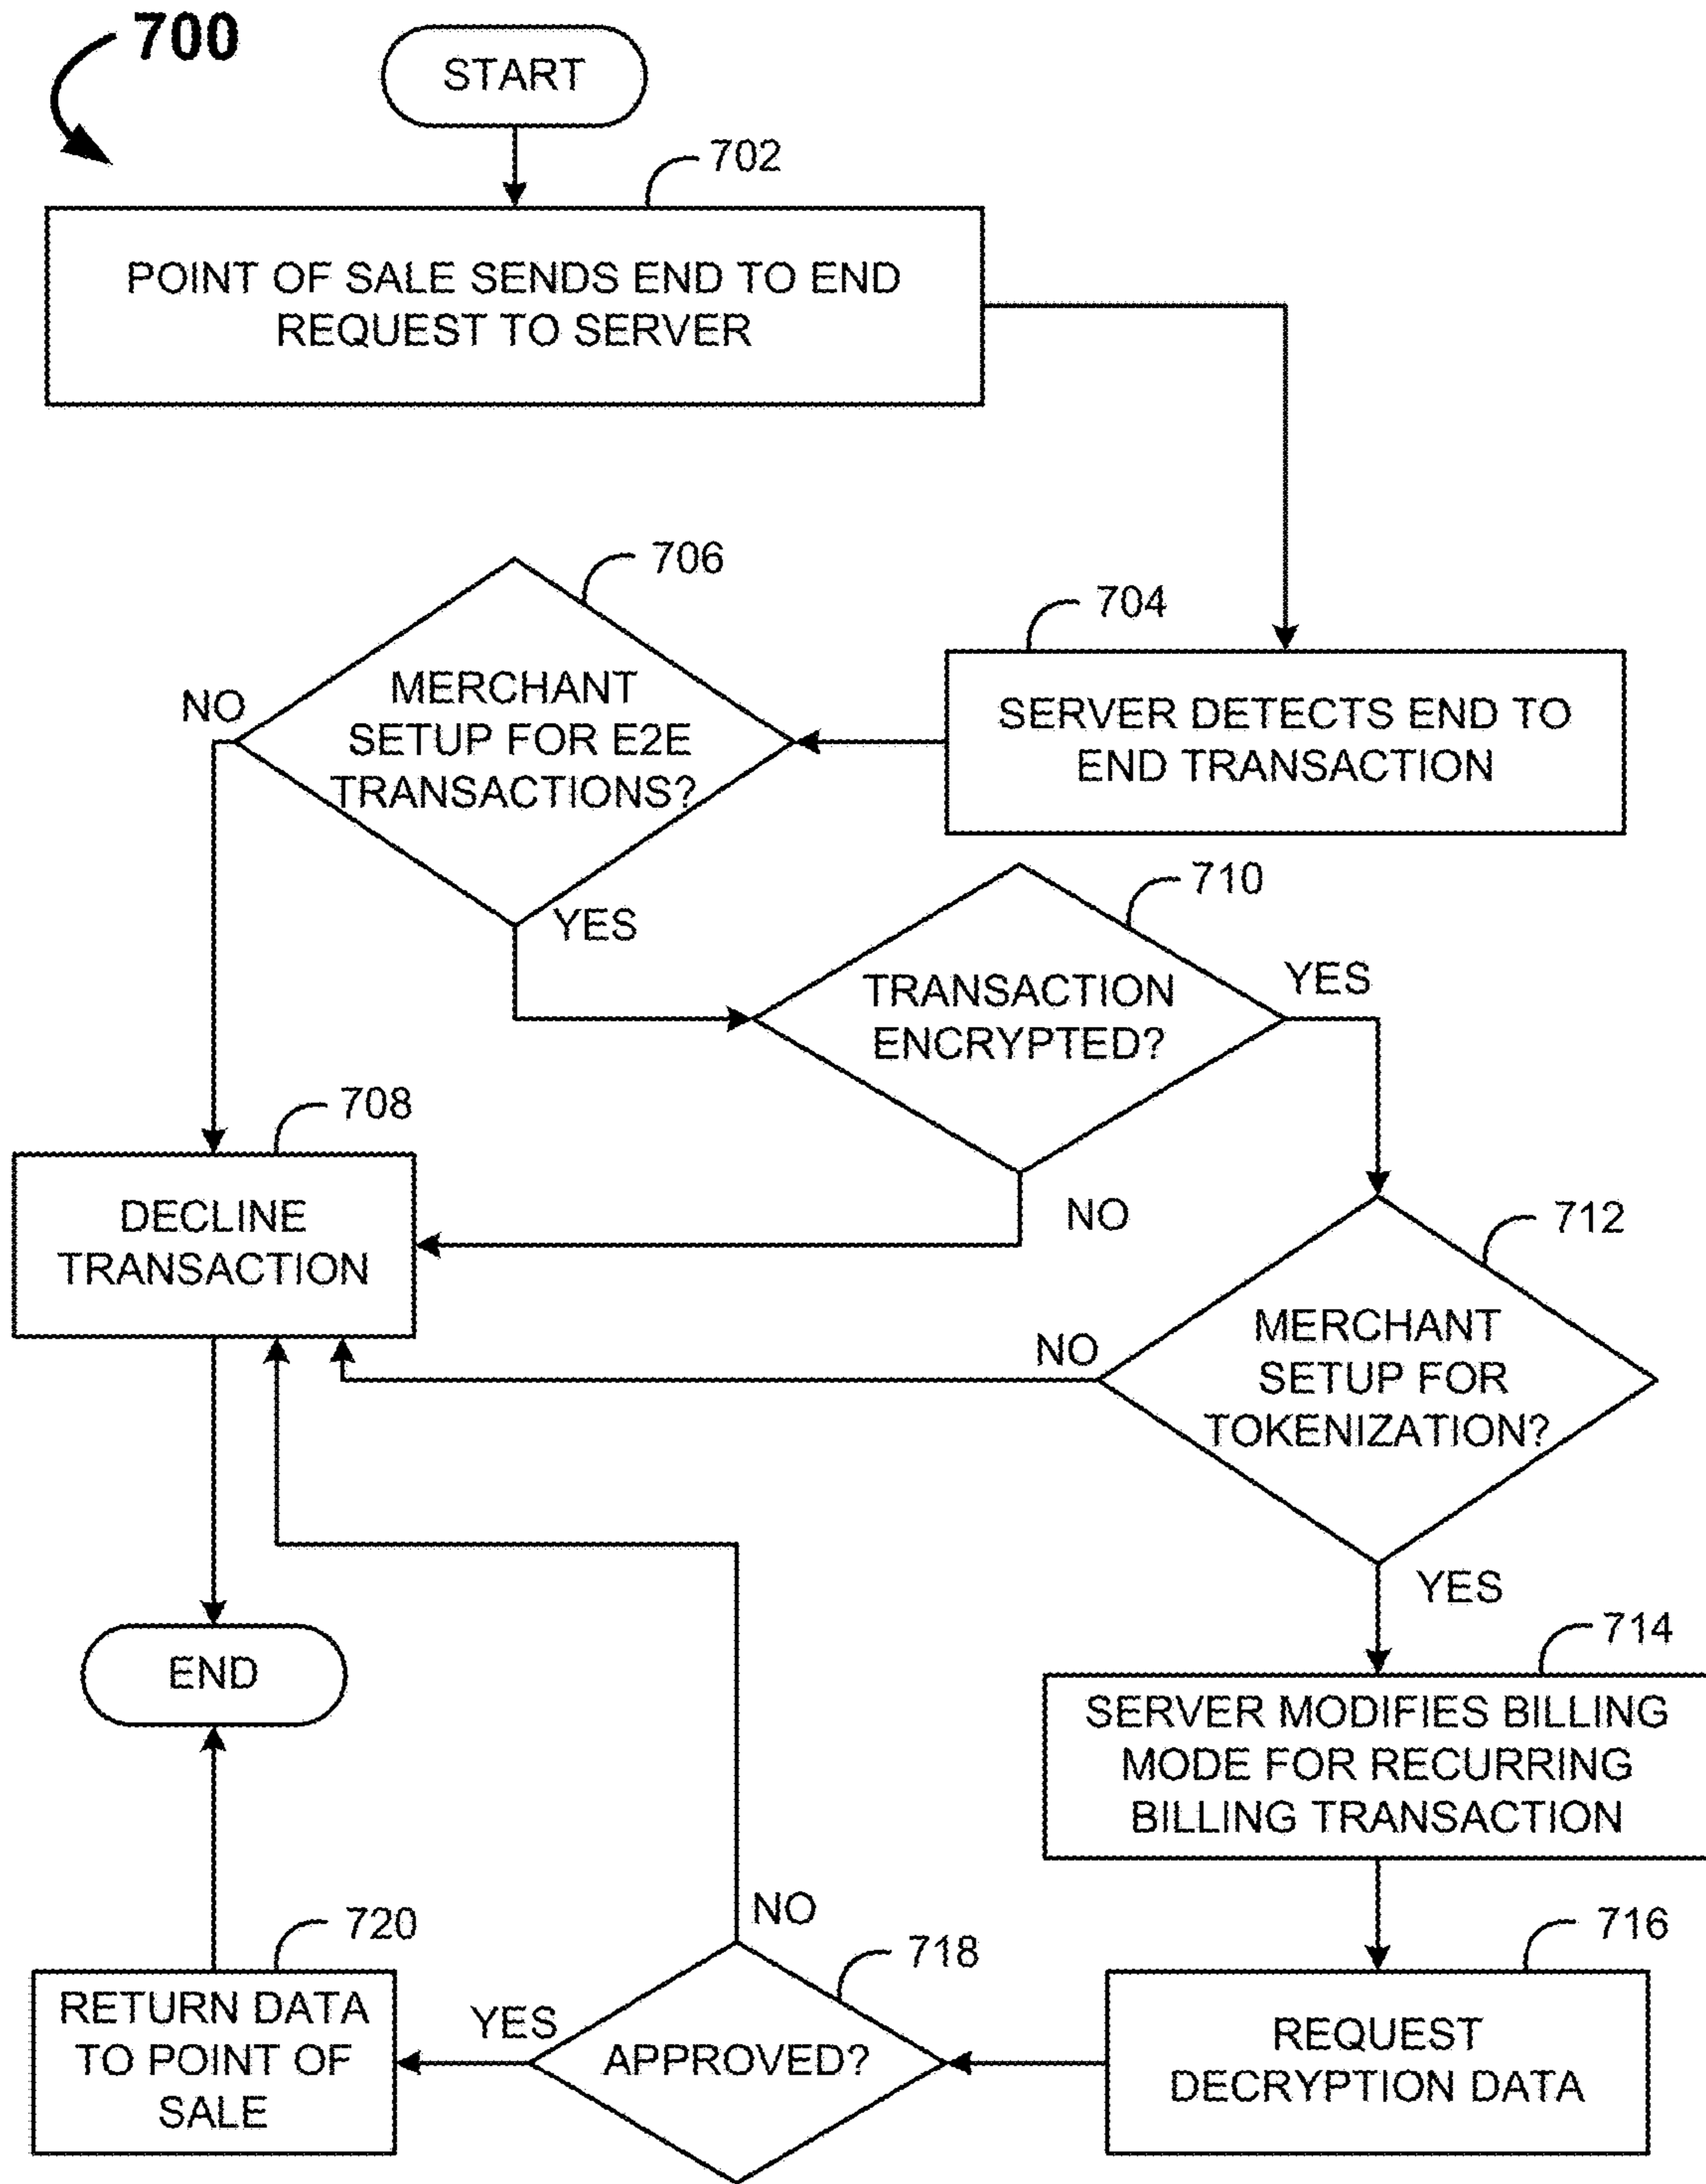 700
START
702
POINT OF SALE SENDS END TO END
REQUEST TO SERVER
706
704
MERCHANT
SETUP FOR E2E
TRANSACTIONS?
NO
SERVER DETECTS END TO
END TRANSACTION
YES
710
TRANSACTION
ENCRYPTED?
YES
708
DECLINE
TRANSACTION
NO
712
MERCHANT
SETUP FOR
TOKENIZATION?
NO
YES
END
714
SERVER MODIFIES BILLING
MODE FOR RECURRING
BILLING TRANSACTION
NO
720
718
716
RETURN DATA
TO POINT OF
SALE
YES
APPROVED?
REQUEST
DECRYPTION DATA